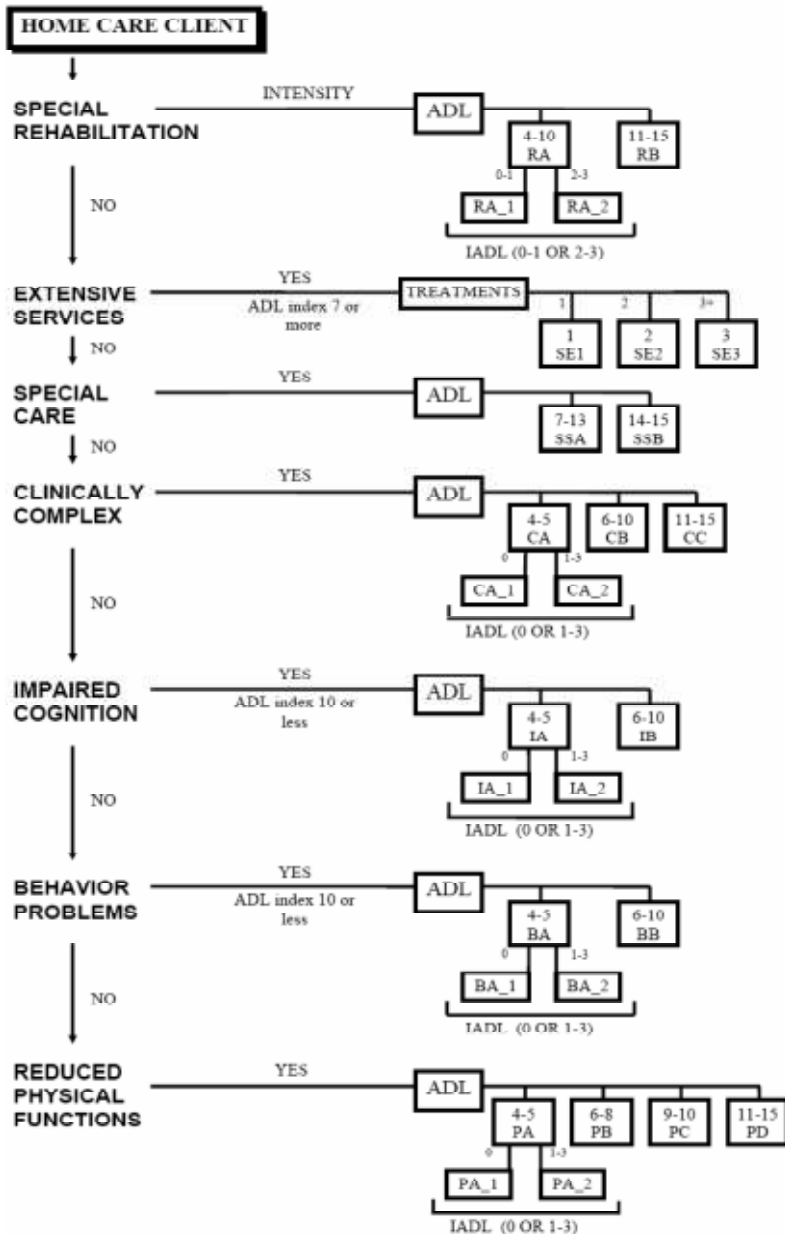 HOME CARE CLIENT
SPECIAL
REHABILITATION
INTENSITY
ADL
4-10
RA
11-15
RB
0-1
2-3
RA_1
RA_2
IADL (0-1 OR 2-3)
NO
EXTENSIVE
SERVICES
YES
ADL index 7 or
more
TREATMENTS
1
2
3+
1
SE1
2
SE2
3
SE3
NO
SPECIAL
CARE
YES
ADL
7-13
SSA
14-15
SSB
NO
CLINICALLY
COMPLEX
YES
ADL
4-5
CA
6-10
CB
11-15
CC
0
1-3
CA_1
CA_2
IADL (0 OR 1-3)
NO
IMPAIRED
COGNITION
YES
ADL index 10 or
less
ADL
4-5
IA
6-10
IB
0
1-3
IA_1
IA_2
IADL (0 OR 1-3)
NO
BEHAVIOR
PROBLEMS
YES
ADL index 10 or
less
ADL
4-5
BA
6-10
BB
0
1-3
BA_1
BA_2
IADL (0 OR 1-3)
NO
REDUCED
PHYSICAL
FUNCTIONS
YES
ADL
4-5
PA
6-8
PB
9-10
PC
11-15
PD
0
1-3
PA_1
PA_2
IADL (0 OR 1-3)